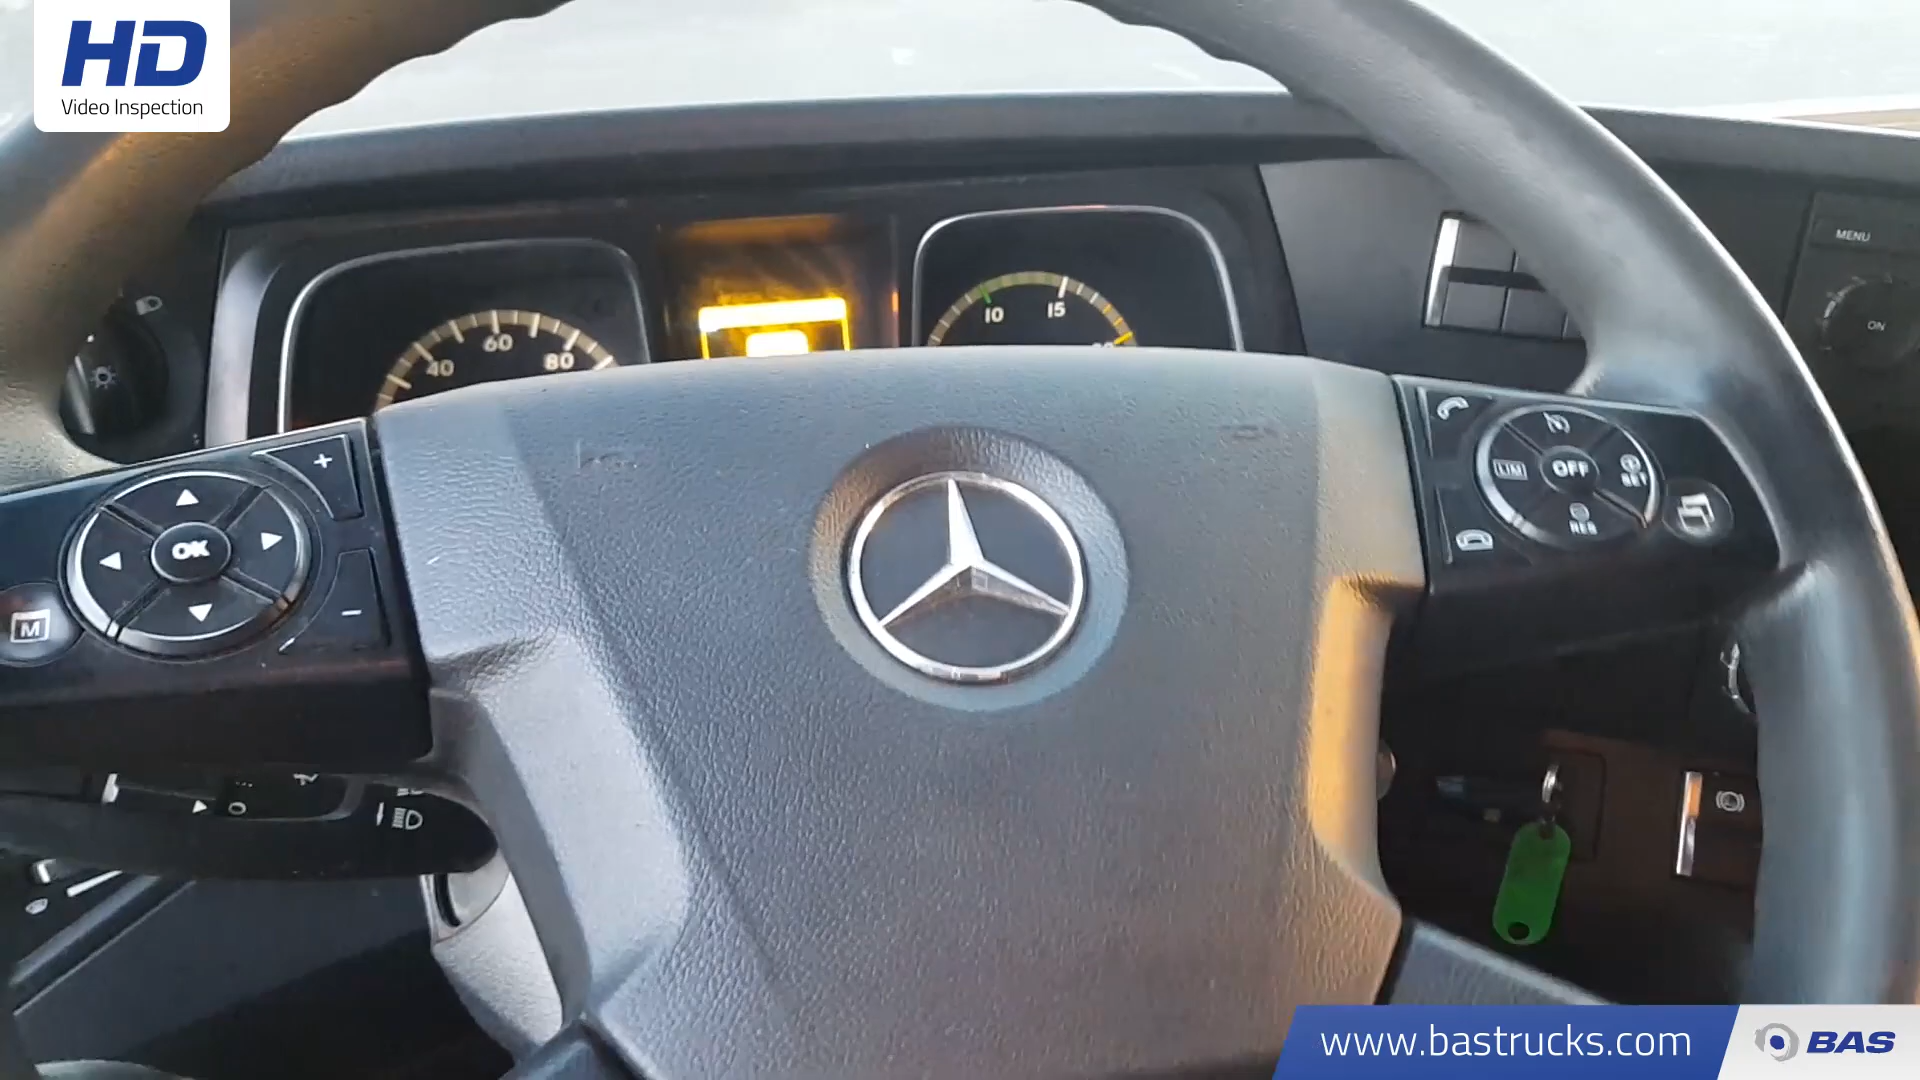 HD
Video Inspection
MENU
ON
40
60
80
10
15
+
OK
-
M
LIM
OFF
SET
RES
www.bastrucks.com
BAS